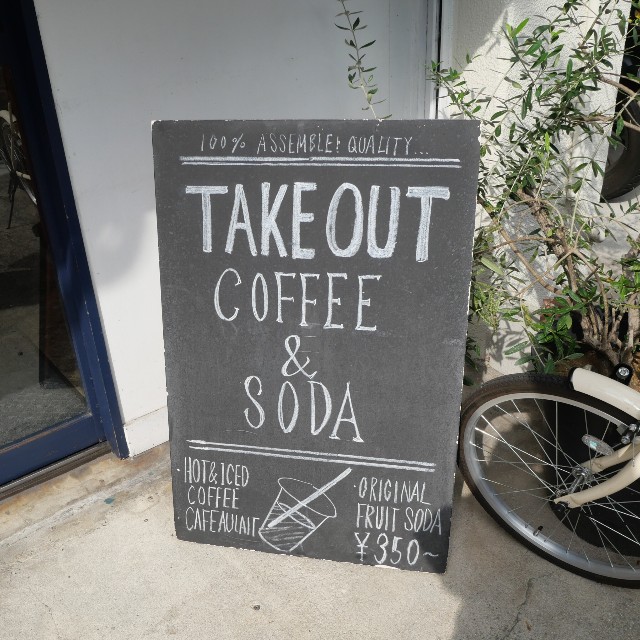 100% ASSEMBLE! QUALITY...
TAKE OUT
COFFEE
&
SODA
·HOT&ICED
COFFEE
CAFEAULAIT
·ORIGINAL
FRUIT SODA
¥350~